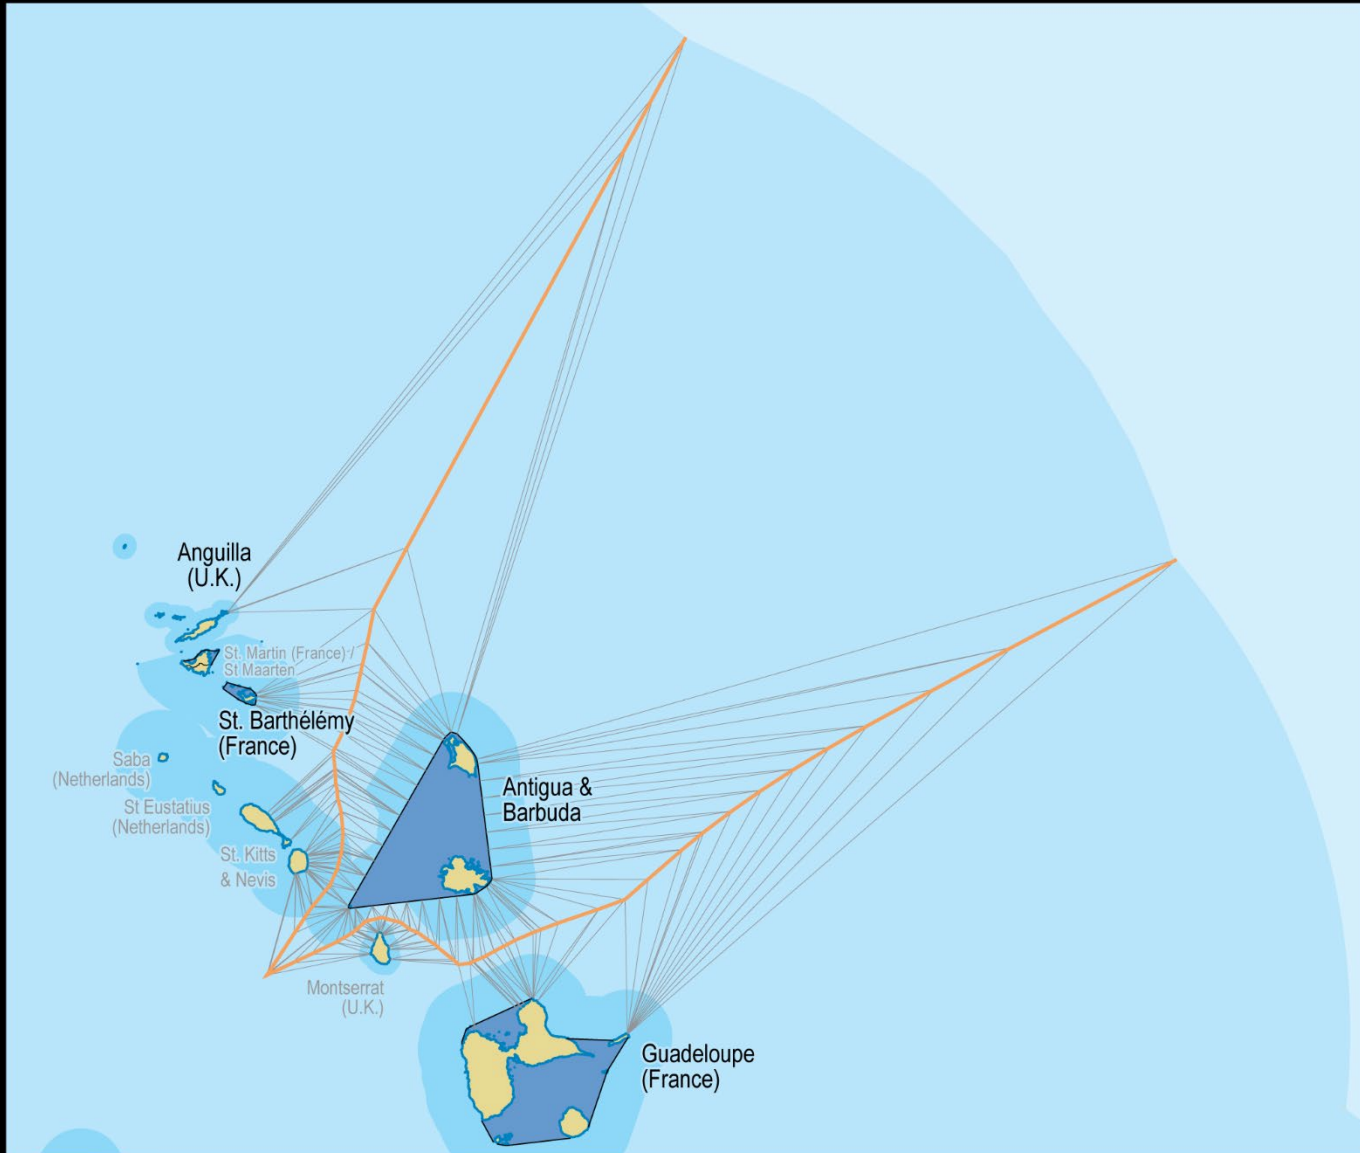 Anguilla
(U.K.)
St. Martin (France) /
St Maarten
St. Barthélémy
(France)
Saba
(Netherlands)
St Eustatius
(Netherlands)
St. Kitts
& Nevis
Antigua &
Barbuda
Montserrat
(U.K.)
Guadeloupe
(France)